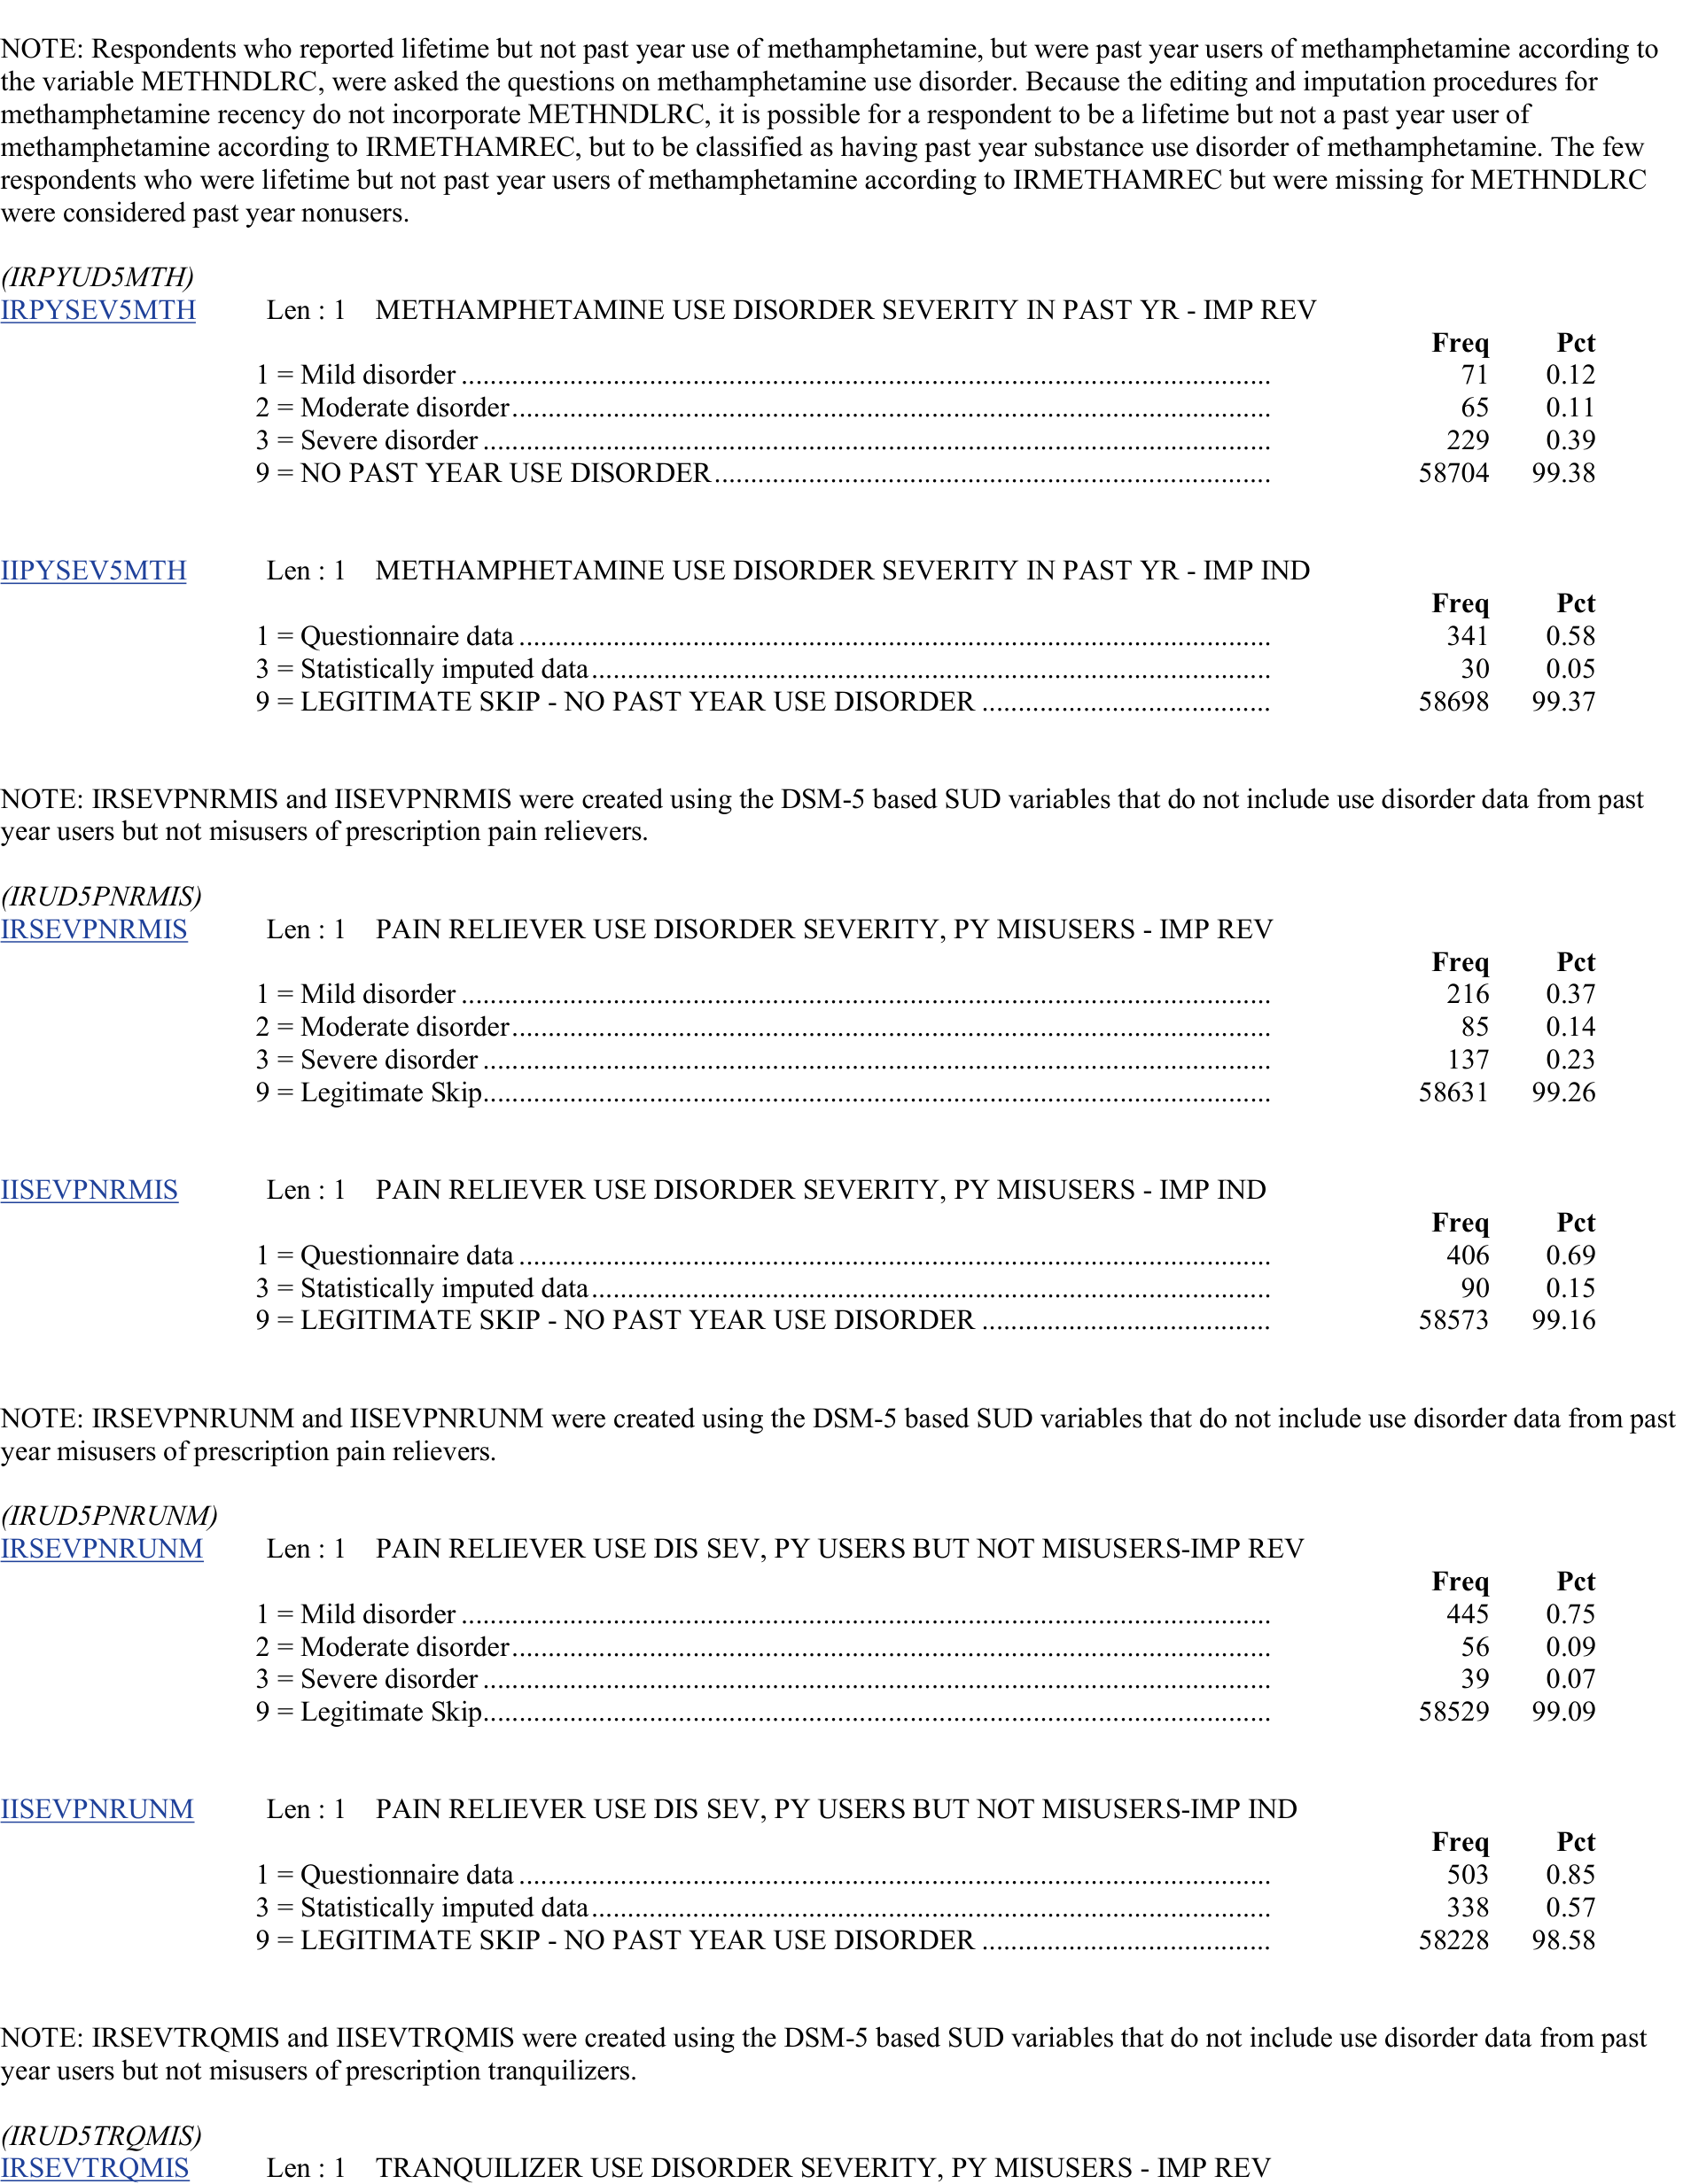 NOTE: Respondents who reported lifetime but not past year use of methamphetamine, but were past year users of methamphetamine according to
the variable METHNDLRC, were asked the questions on methamphetamine use disorder. Because the editing and imputation procedures for
methamphetamine recency do not incorporate METHNDLRC, it is possible for a respondent to be a lifetime but not a past year user of
methamphetamine according to IRMETHAMREC, but to be classified as having past year substance use disorder of methamphetamine. The few
respondents who were lifetime but not past year users of methamphetamine according to IRMETHAMREC but were missing for METHNDLRC
were considered past year nonusers.
(IRPYUD5MTH)
IRPYSEV5MTH Len : 1 METHAMPHETAMINE USE DISORDER SEVERITY IN PAST YR - IMP REV
Freq Pct
1 = Mild disorder ........ 71 0.12
2 = Moderate disorder ........ 65 0.11
3 = Severe disorder ........ 229 0.39
9 = NO PAST YEAR USE DISORDER ........ 58704 99.38
IIPYSEV5MTH Len : 1 METHAMPHETAMINE USE DISORDER SEVERITY IN PAST YR - IMP IND
Freq Pct
1 = Questionnaire data ........ 341 0.58
3 = Statistically imputed data ........ 30 0.05
9 = LEGITIMATE SKIP - NO PAST YEAR USE DISORDER ........ 58698 99.37
NOTE: IRSEVPNRMIS and IISEVPNRMIS were created using the DSM-5 based SUD variables that do not include use disorder data from past
year users but not misusers of prescription pain relievers.
(IRUD5PNRMIS)
IRSEVPNRMIS Len : 1 PAIN RELIEVER USE DISORDER SEVERITY, PY MISUSERS - IMP REV
Freq Pct
1 = Mild disorder ........ 216 0.37
2 = Moderate disorder ........ 85 0.14
3 = Severe disorder ........ 137 0.23
9 = Legitimate Skip ........ 58631 99.26
IISEVPNRMIS Len : 1 PAIN RELIEVER USE DISORDER SEVERITY, PY MISUSERS - IMP IND
Freq Pct
1 = Questionnaire data ........ 406 0.69
3 = Statistically imputed data ........ 90 0.15
9 = LEGITIMATE SKIP - NO PAST YEAR USE DISORDER ........ 58573 99.16
NOTE: IRSEVPNRUNM and IISEVPNRUNM were created using the DSM-5 based SUD variables that do not include use disorder data from past
year misusers of prescription pain relievers.
(IRUD5PNRUNM)
IRSEVPNRUNM Len : 1 PAIN RELIEVER USE DIS SEV, PY USERS BUT NOT MISUSERS-IMP REV
Freq Pct
1 = Mild disorder ........ 445 0.75
2 = Moderate disorder ........ 56 0.09
3 = Severe disorder ........ 39 0.07
9 = Legitimate Skip ........ 58529 99.09
IISEVPNRUNM Len : 1 PAIN RELIEVER USE DIS SEV, PY USERS BUT NOT MISUSERS-IMP IND
Freq Pct
1 = Questionnaire data ........ 503 0.85
3 = Statistically imputed data ........ 338 0.57
9 = LEGITIMATE SKIP - NO PAST YEAR USE DISORDER ........ 58228 98.58
NOTE: IRSEVTRQMIS and IISEVTRQMIS were created using the DSM-5 based SUD variables that do not include use disorder data from past
year users but not misusers of prescription tranquilizers.
(IRUD5TRQMIS)
IRSEVTRQMIS Len : 1 TRANQUILIZER USE DISORDER SEVERITY, PY MISUSERS - IMP REV